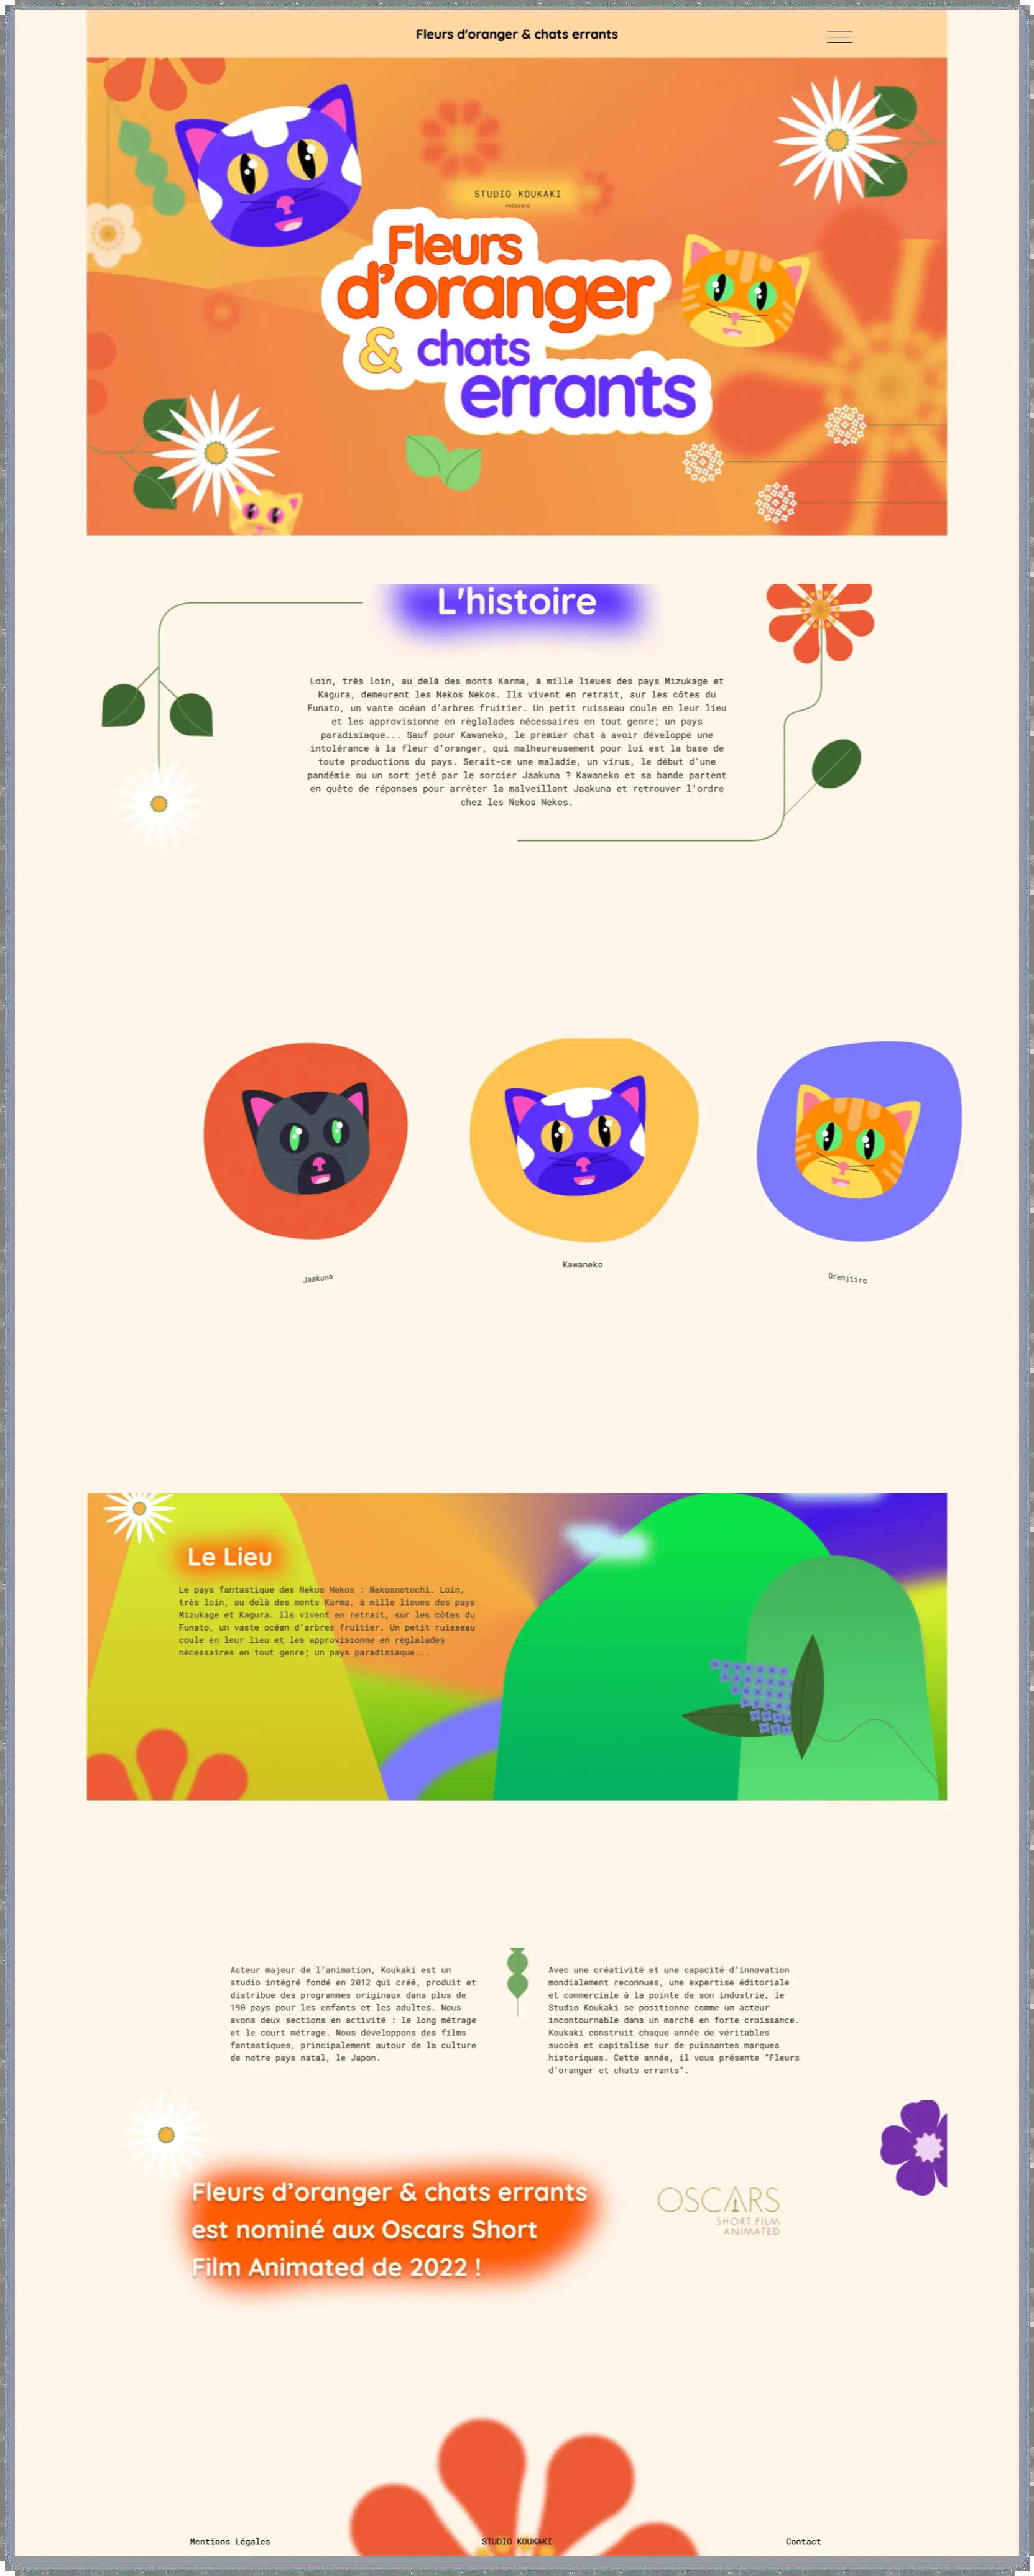 Fleurs d'oranger & chats errants
STUDIO KOUKAKI
PRÉSENTE
Fleurs
d'oranger
& chats
errants
L'histoire
Loin, très loin, au delà des monts Karma, à mille lieues des pays Mizukage et
Kagura, demeurent les Nekos Nekos. Ils vivent en retrait, sur les côtes du
Funato, un vaste océan d'arbres fruitier. Un petit ruisseau coule en leur lieu
et les approvisionne en règlalades nécessaires en tout genre; un pays
paradisiaque... Sauf pour Kawaneko, le premier chat à avoir développé une
intolérance à la fleur d'oranger, qui malheureusement pour lui est la base de
toute productions du pays. Serait-ce une maladie, un virus, le début d'une
pandémie ou un sort jeté par le sorcier Jaakuna ? Kawaneko et sa bande partent
en quête de réponses pour arrêter la malveillant Jaakuna et retrouver l'ordre
chez les Nekos Nekos.
Jaakuna
Kawaneko
Orenjiiro
Le Lieu
Le pays fantastique des Nekos Nekos : Nekosnotochi. Loin,
très loin, au delà des monts Karma, à mille lieues des pays
Mizukage et Kagura. Ils vivent en retrait, sur les côtes du
Funato, un vaste océan d'arbres fruitier. Un petit ruisseau
coule en leur lieu et les approvisionne en règlalades
nécessaires en tout genre; un pays paradisiaque...
Acteur majeur de l'animation, Koukaki est un
studio intégré fondé en 2012 qui créé, produit et
distribue des programmes originaux dans plus de
190 pays pour les enfants et les adultes. Nous
avons deux sections en activité : le long métrage
et le court métrage. Nous développons des films
fantastiques, principalement autour de la culture
de notre pays natal, le Japon.
Avec une créativité et une capacité d'innovation
mondialement reconnues, une expertise éditoriale
et commerciale à la pointe de son industrie, le
Studio Koukaki se positionne comme un acteur
incontournable dans un marché en forte croissance.
Koukaki construit chaque année de véritables
succès et capitalise sur de puissantes marques
historiques. Cette année, il vous présente "Fleurs
d'oranger et chats errants".
Fleurs d'oranger & chats errants
est nominé aux Oscars Short
Film Animated de 2022 !
OSCARS
SHORT FILM
ANIMATED
Mentions Légales
STUDIO KOUKAKI
Contact